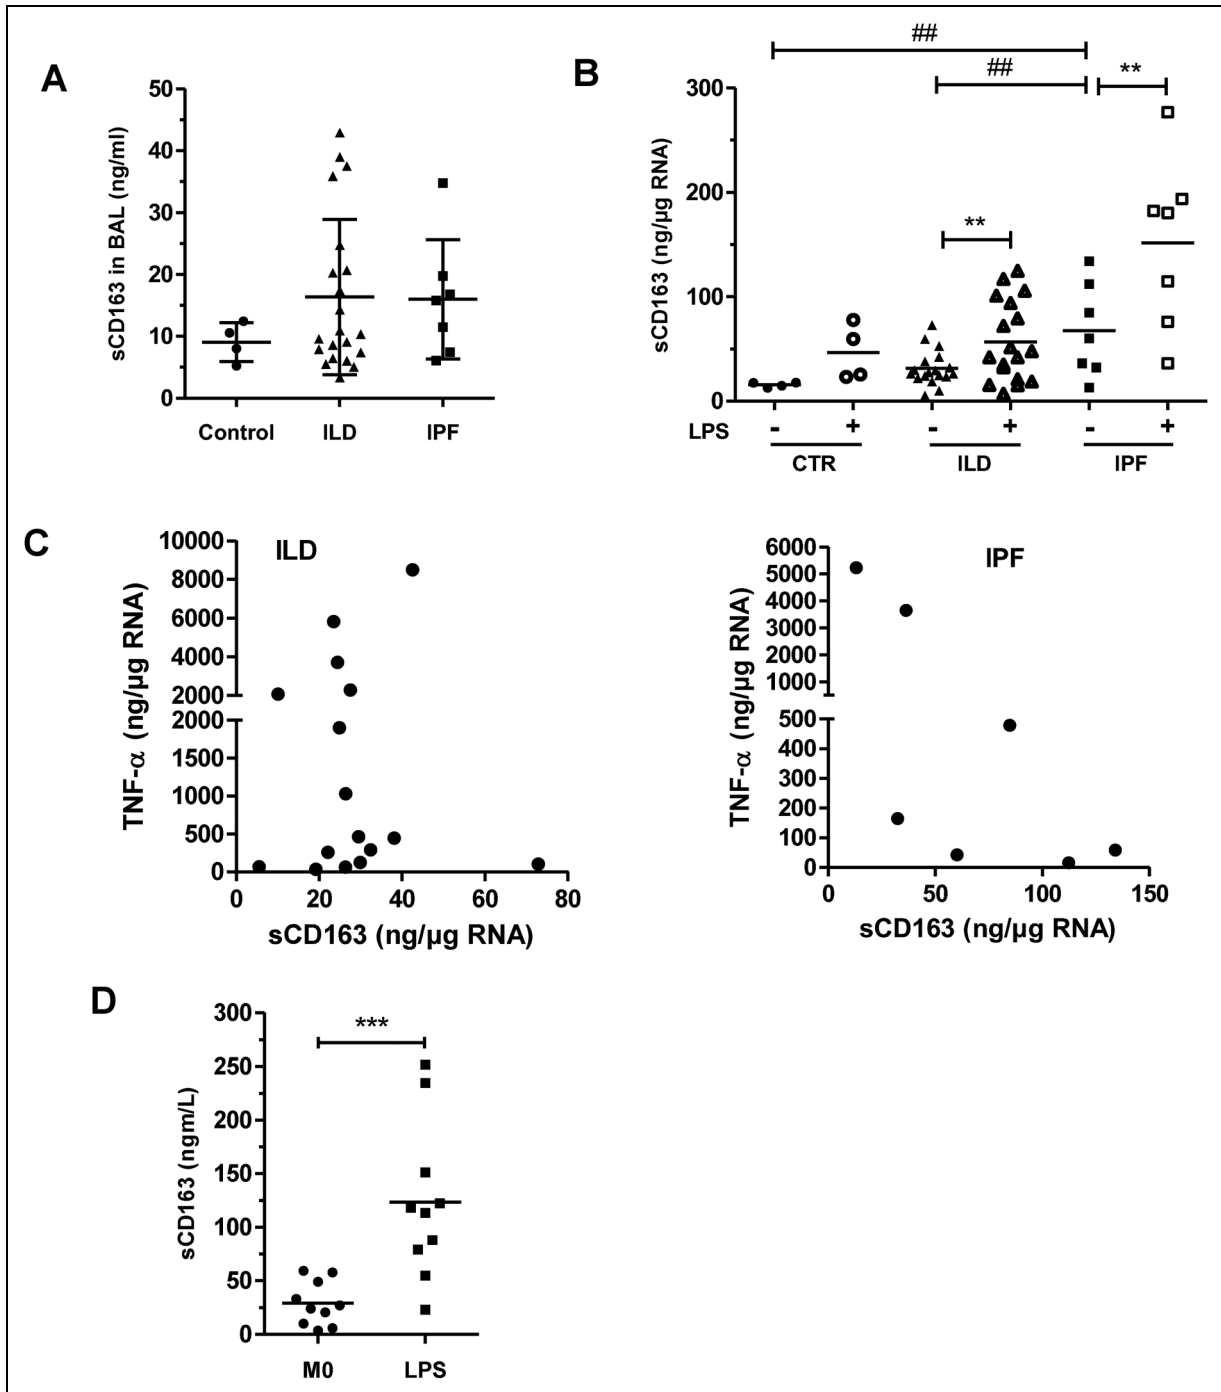 A
50
40
30
20
10
0
sCD163 in BAL (ng/ml)
Control ILD IPF
B
##
## **
**
300
200
100
0
sCD163 (ng/µg RNA)
LPS - + - + - +
CTR ILD IPF
C
ILD
10000
8000
6000
4000
2000
2000
1500
1000
500
0
TNF-α (ng/µg RNA)
0 20 40 60 80
sCD163 (ng/µg RNA)
IPF
6000
5000
4000
3000
2000
1000
500
400
300
200
100
0
TNF-α (ng/µg RNA)
0 50 100 150
sCD163 (ng/µg RNA)
D
***
300
250
200
150
100
50
0
sCD163 (ngm/L)
M0 LPS